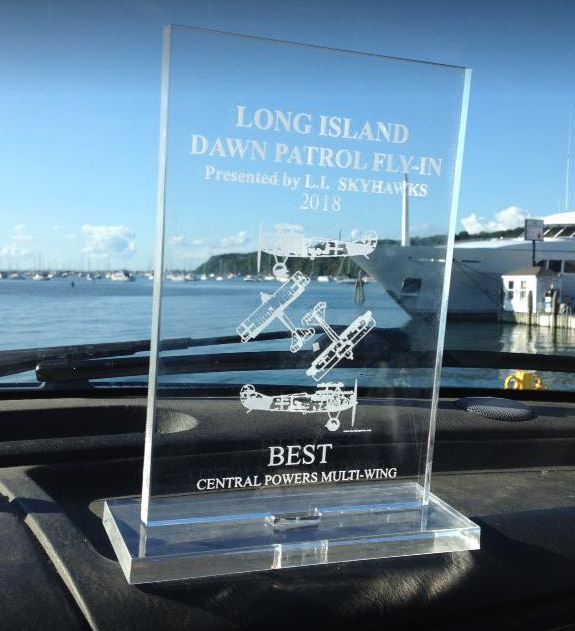 LONG ISLAND
DAWN PATROL FLY-IN
Presented by L.I. SKYHAWKS
2018
BEST
CENTRAL POWERS MULTI-WING